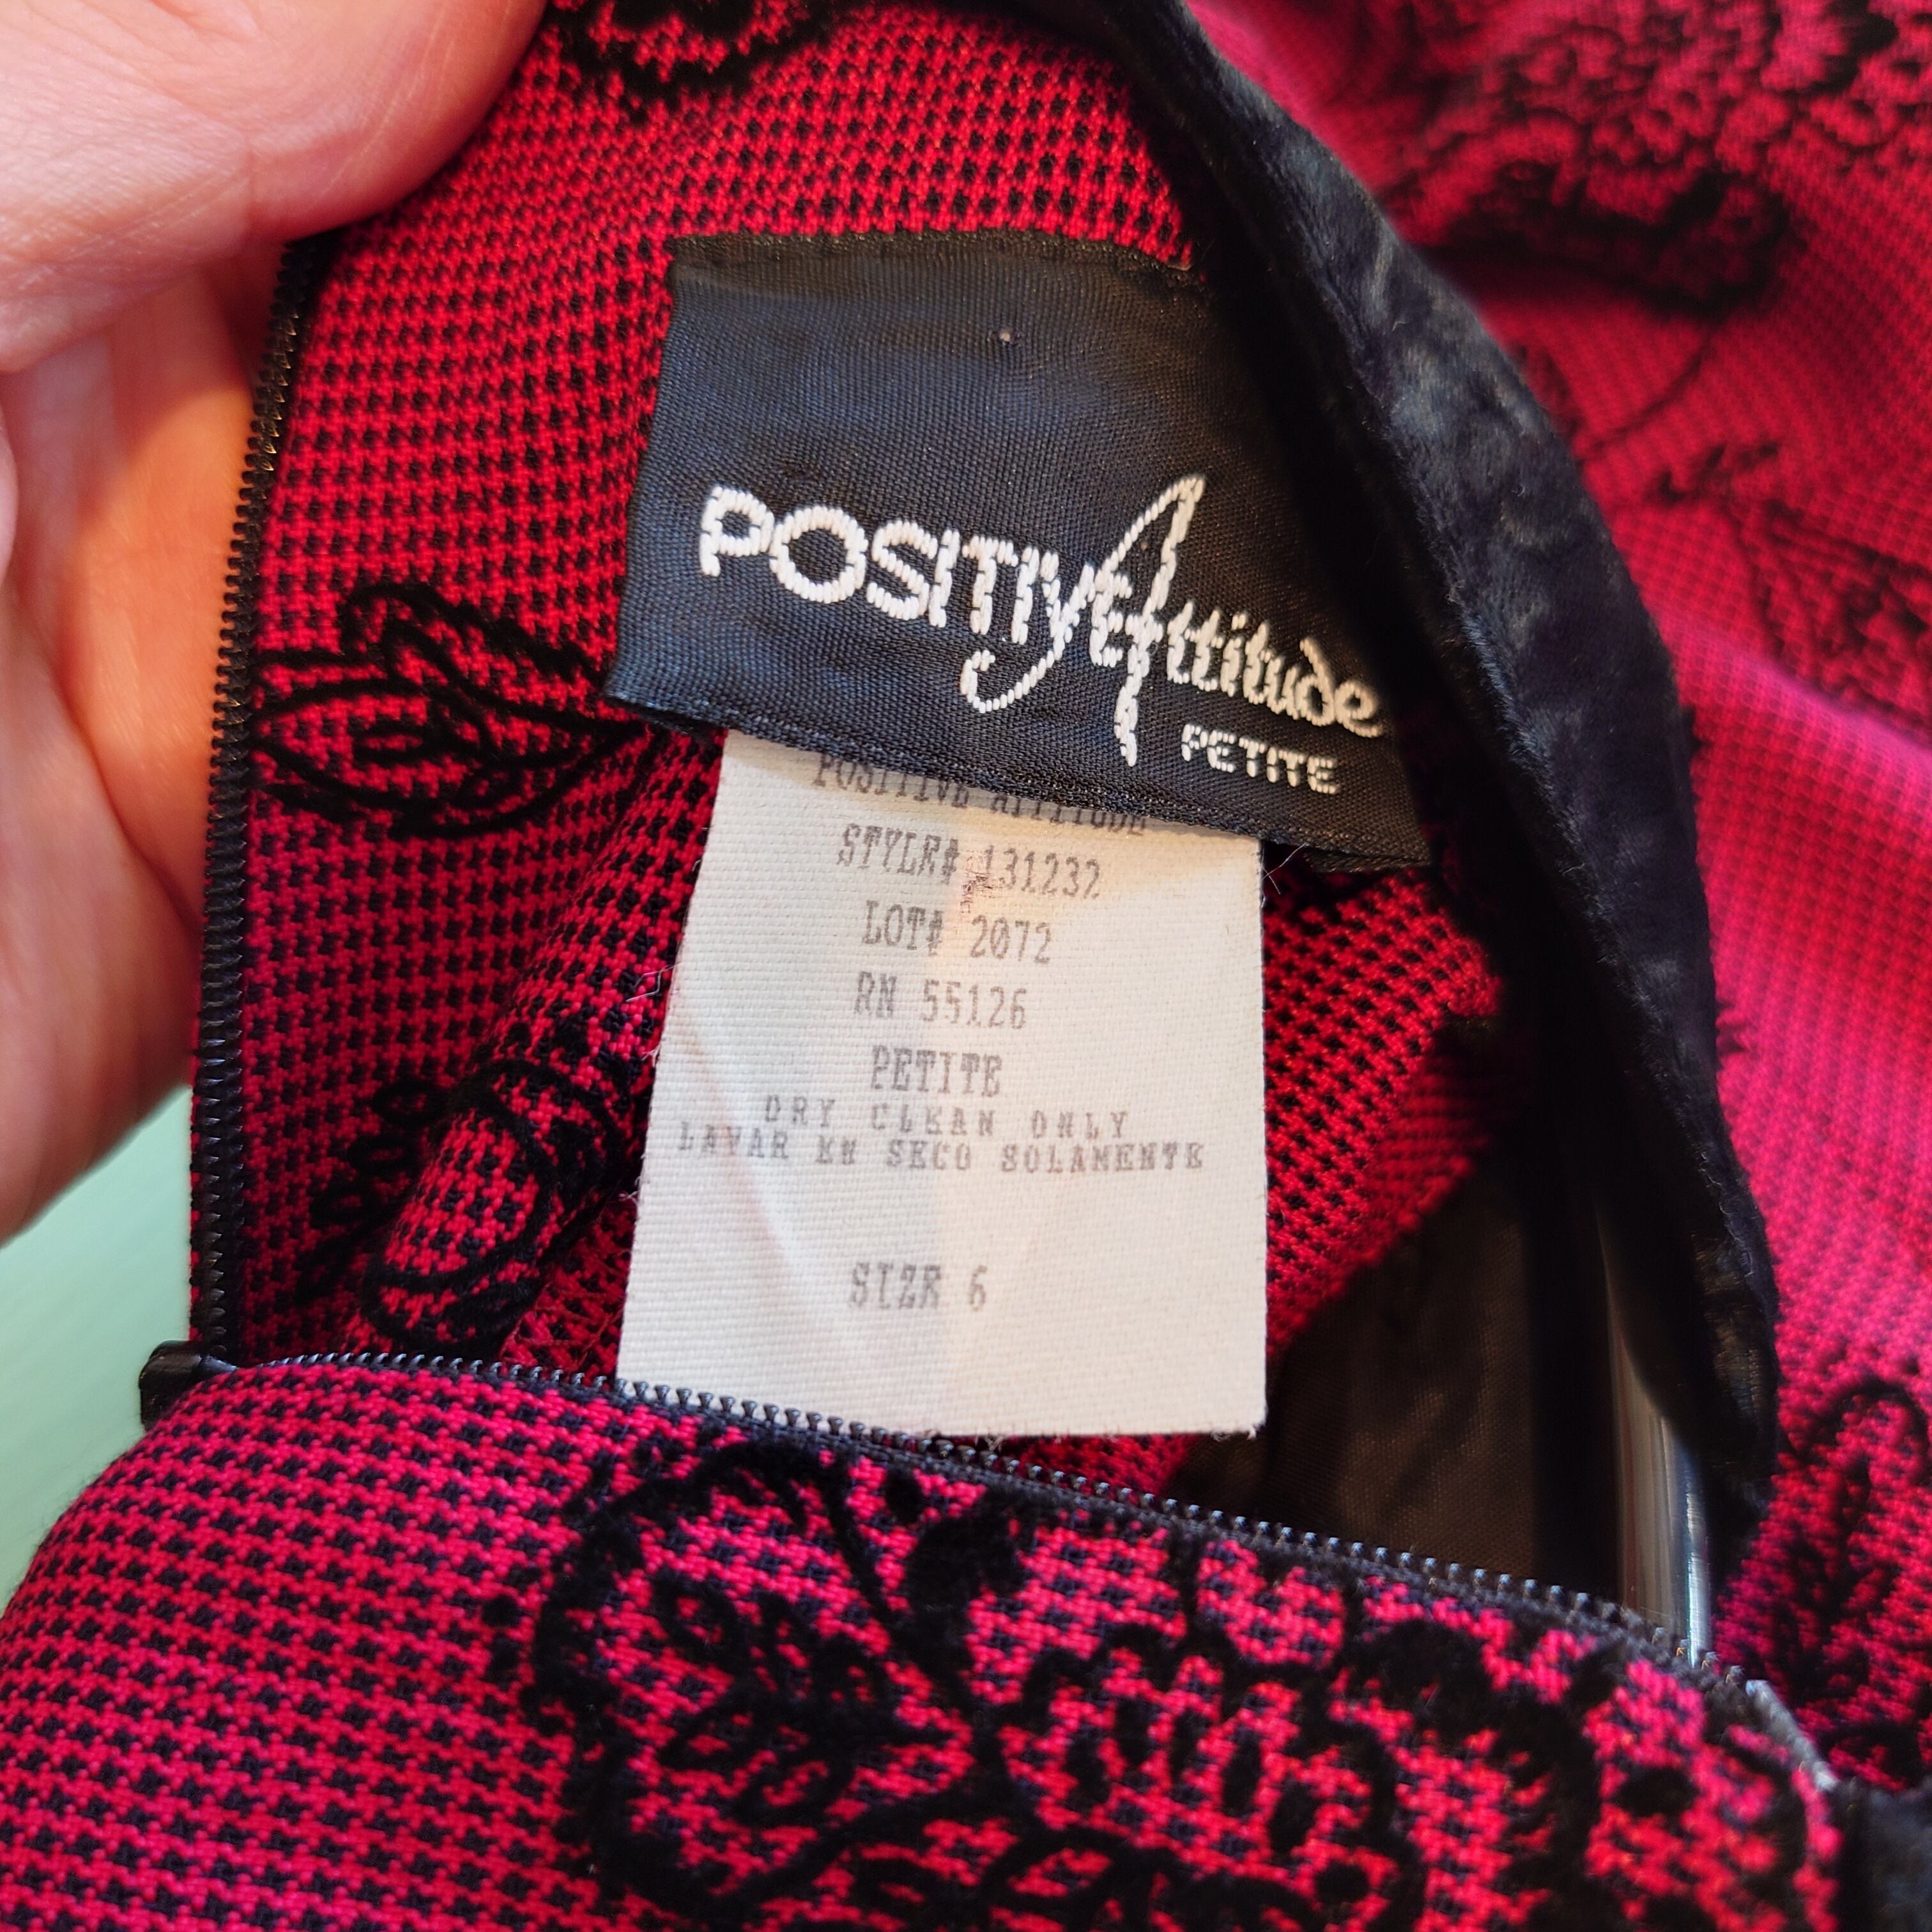 POSITIVE Attitude
PETITE
POSITIVE ATTITUDE
STYLE# 131232
LOT# 2072
RN 55126
PETITE
DRY CLEAN ONLY
LAVAR EN SECO SOLAMENTE
SIZE 6